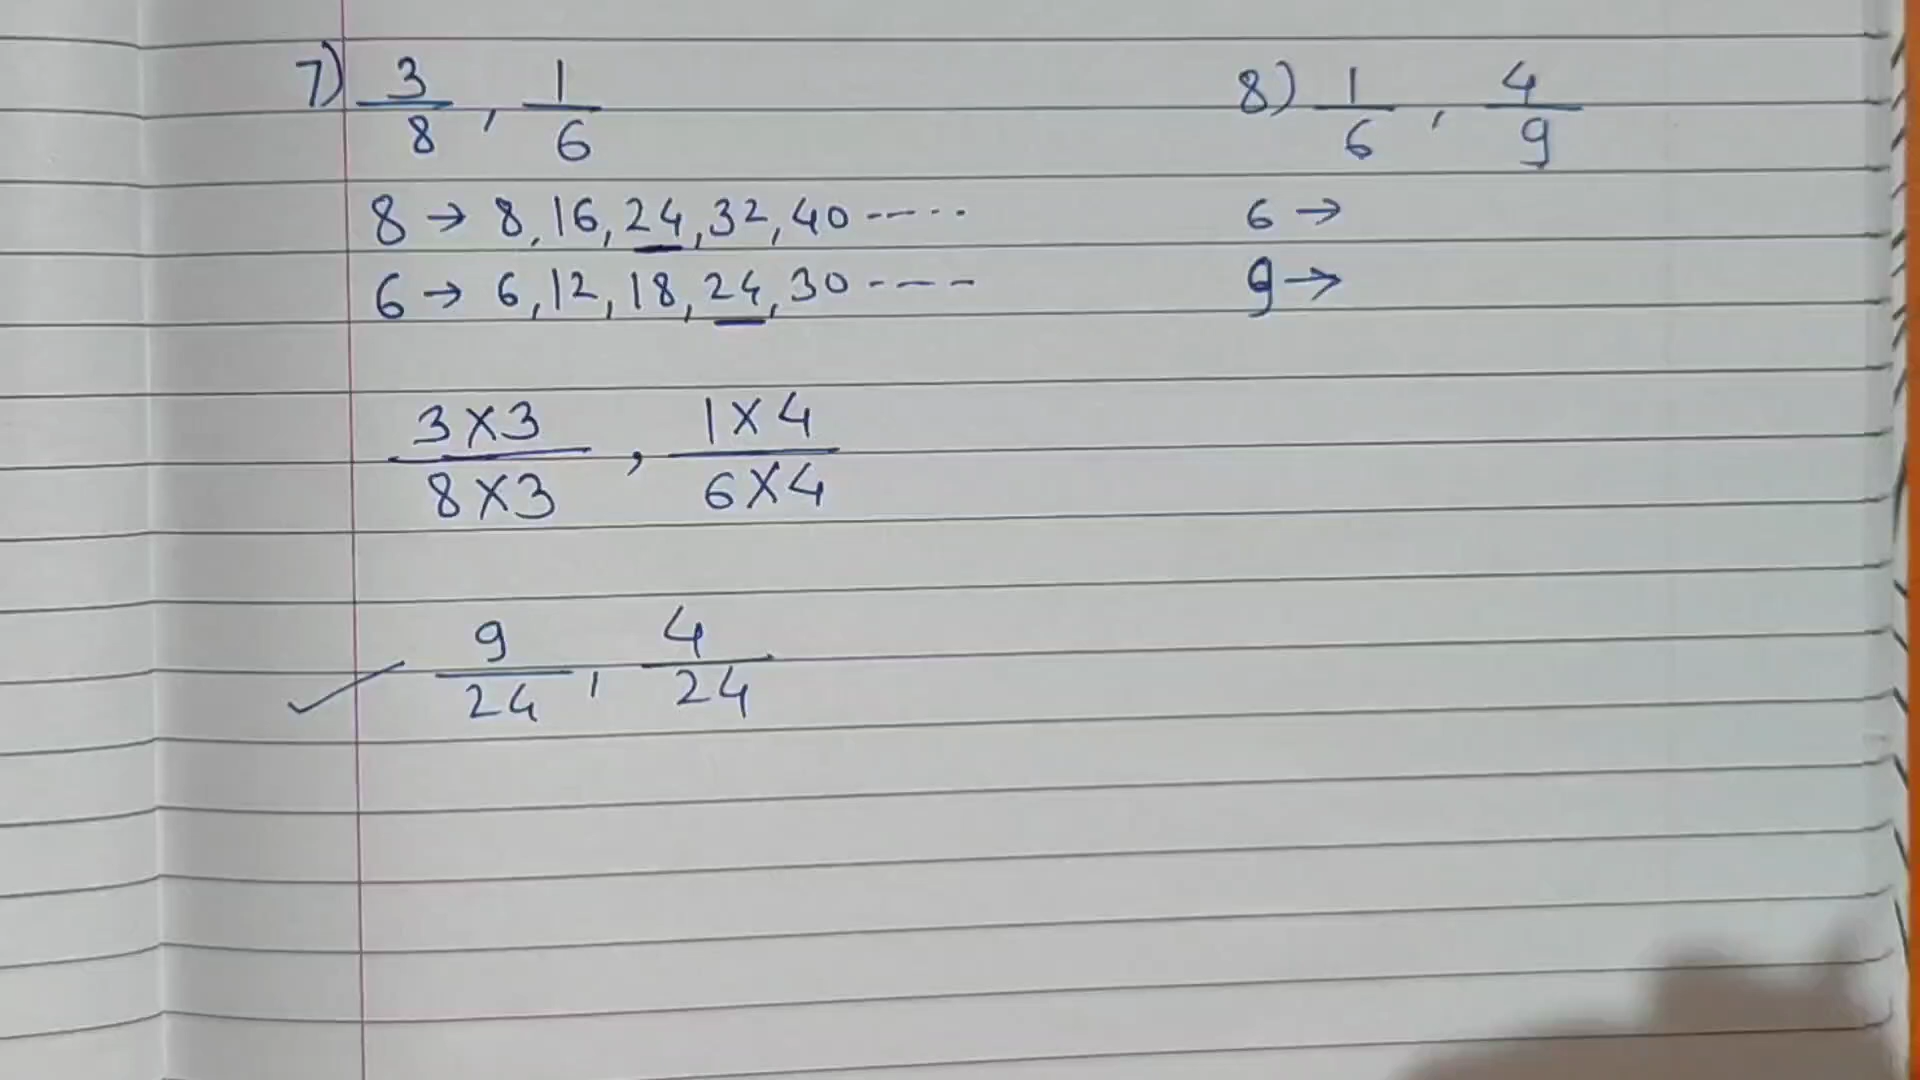 7) 3/8 , 1/6
8 → 8, 16, 24, 32, 40 -----
6 → 6, 12, 18, 24, 30 ----
3×3/8×3 , 1×4/6×4
9/24 , 4/24
8) 1/6 , 4/9
6 →
9 →